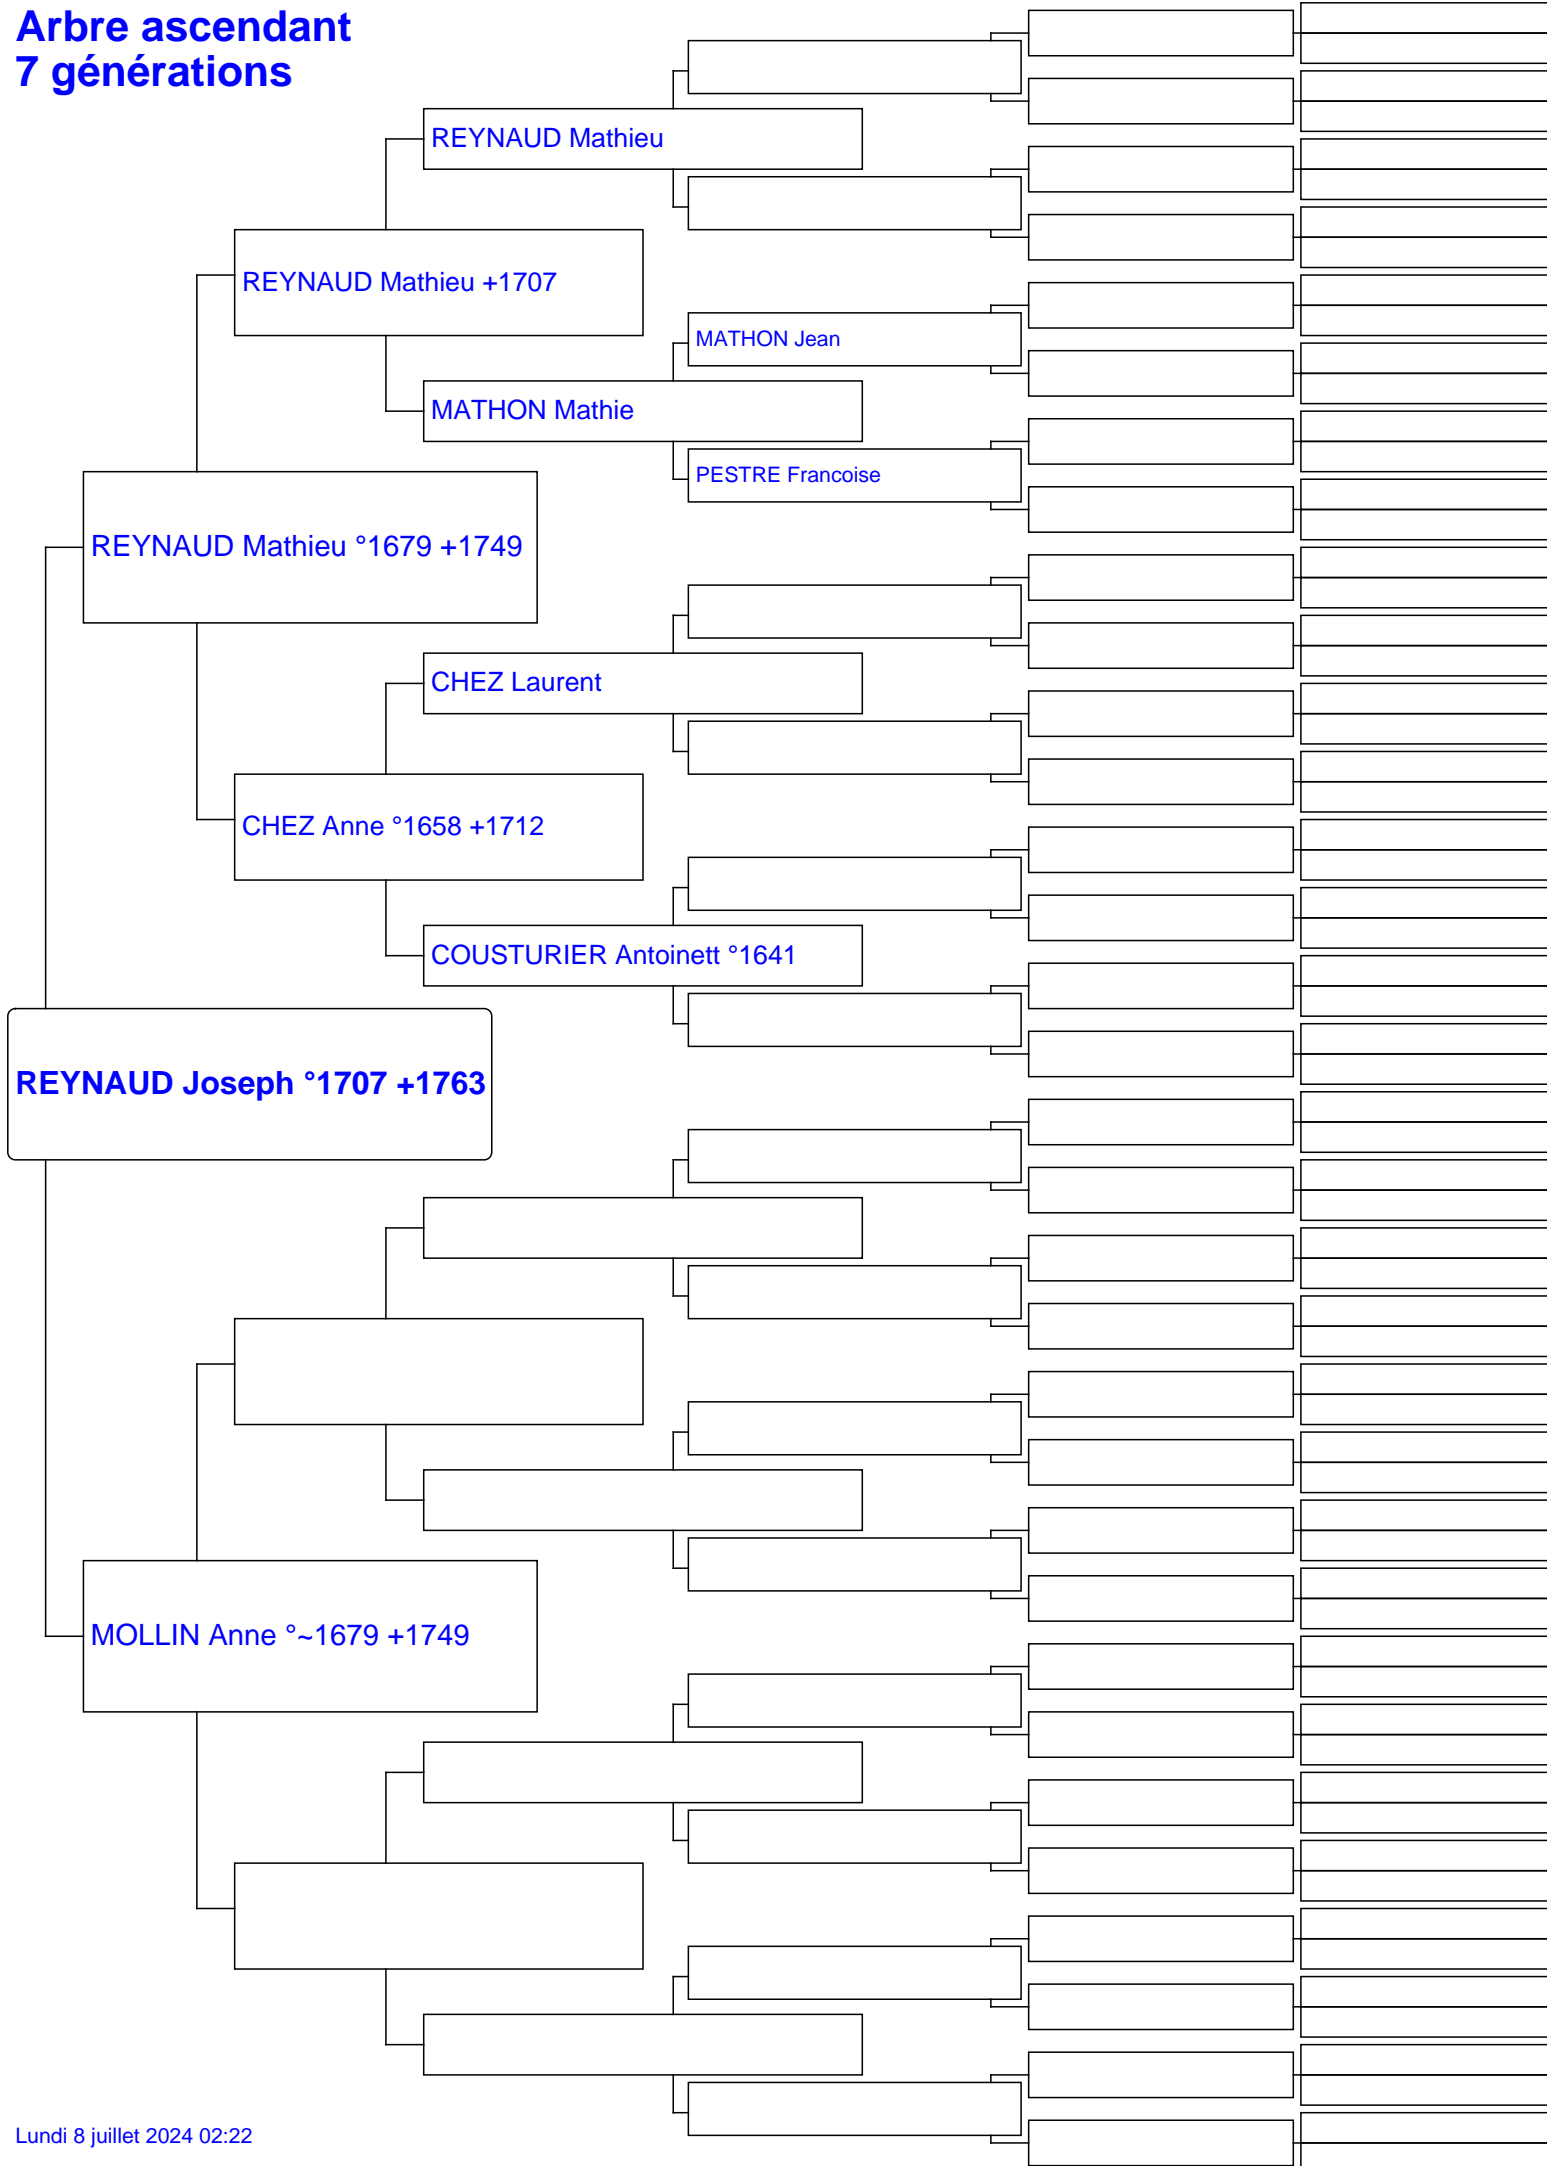 Arbre ascendant
7 générations
REYNAUD Mathieu
REYNAUD Mathieu +1707
MATHON Jean
MATHON Mathie
PESTRE Francoise
REYNAUD Mathieu °1679 +1749
CHEZ Laurent
CHEZ Anne °1658 +1712
COUSTURIER Antoinett °1641
REYNAUD Joseph °1707 +1763
MOLLIN Anne °~1679 +1749
Lundi 8 juillet 2024 02:22